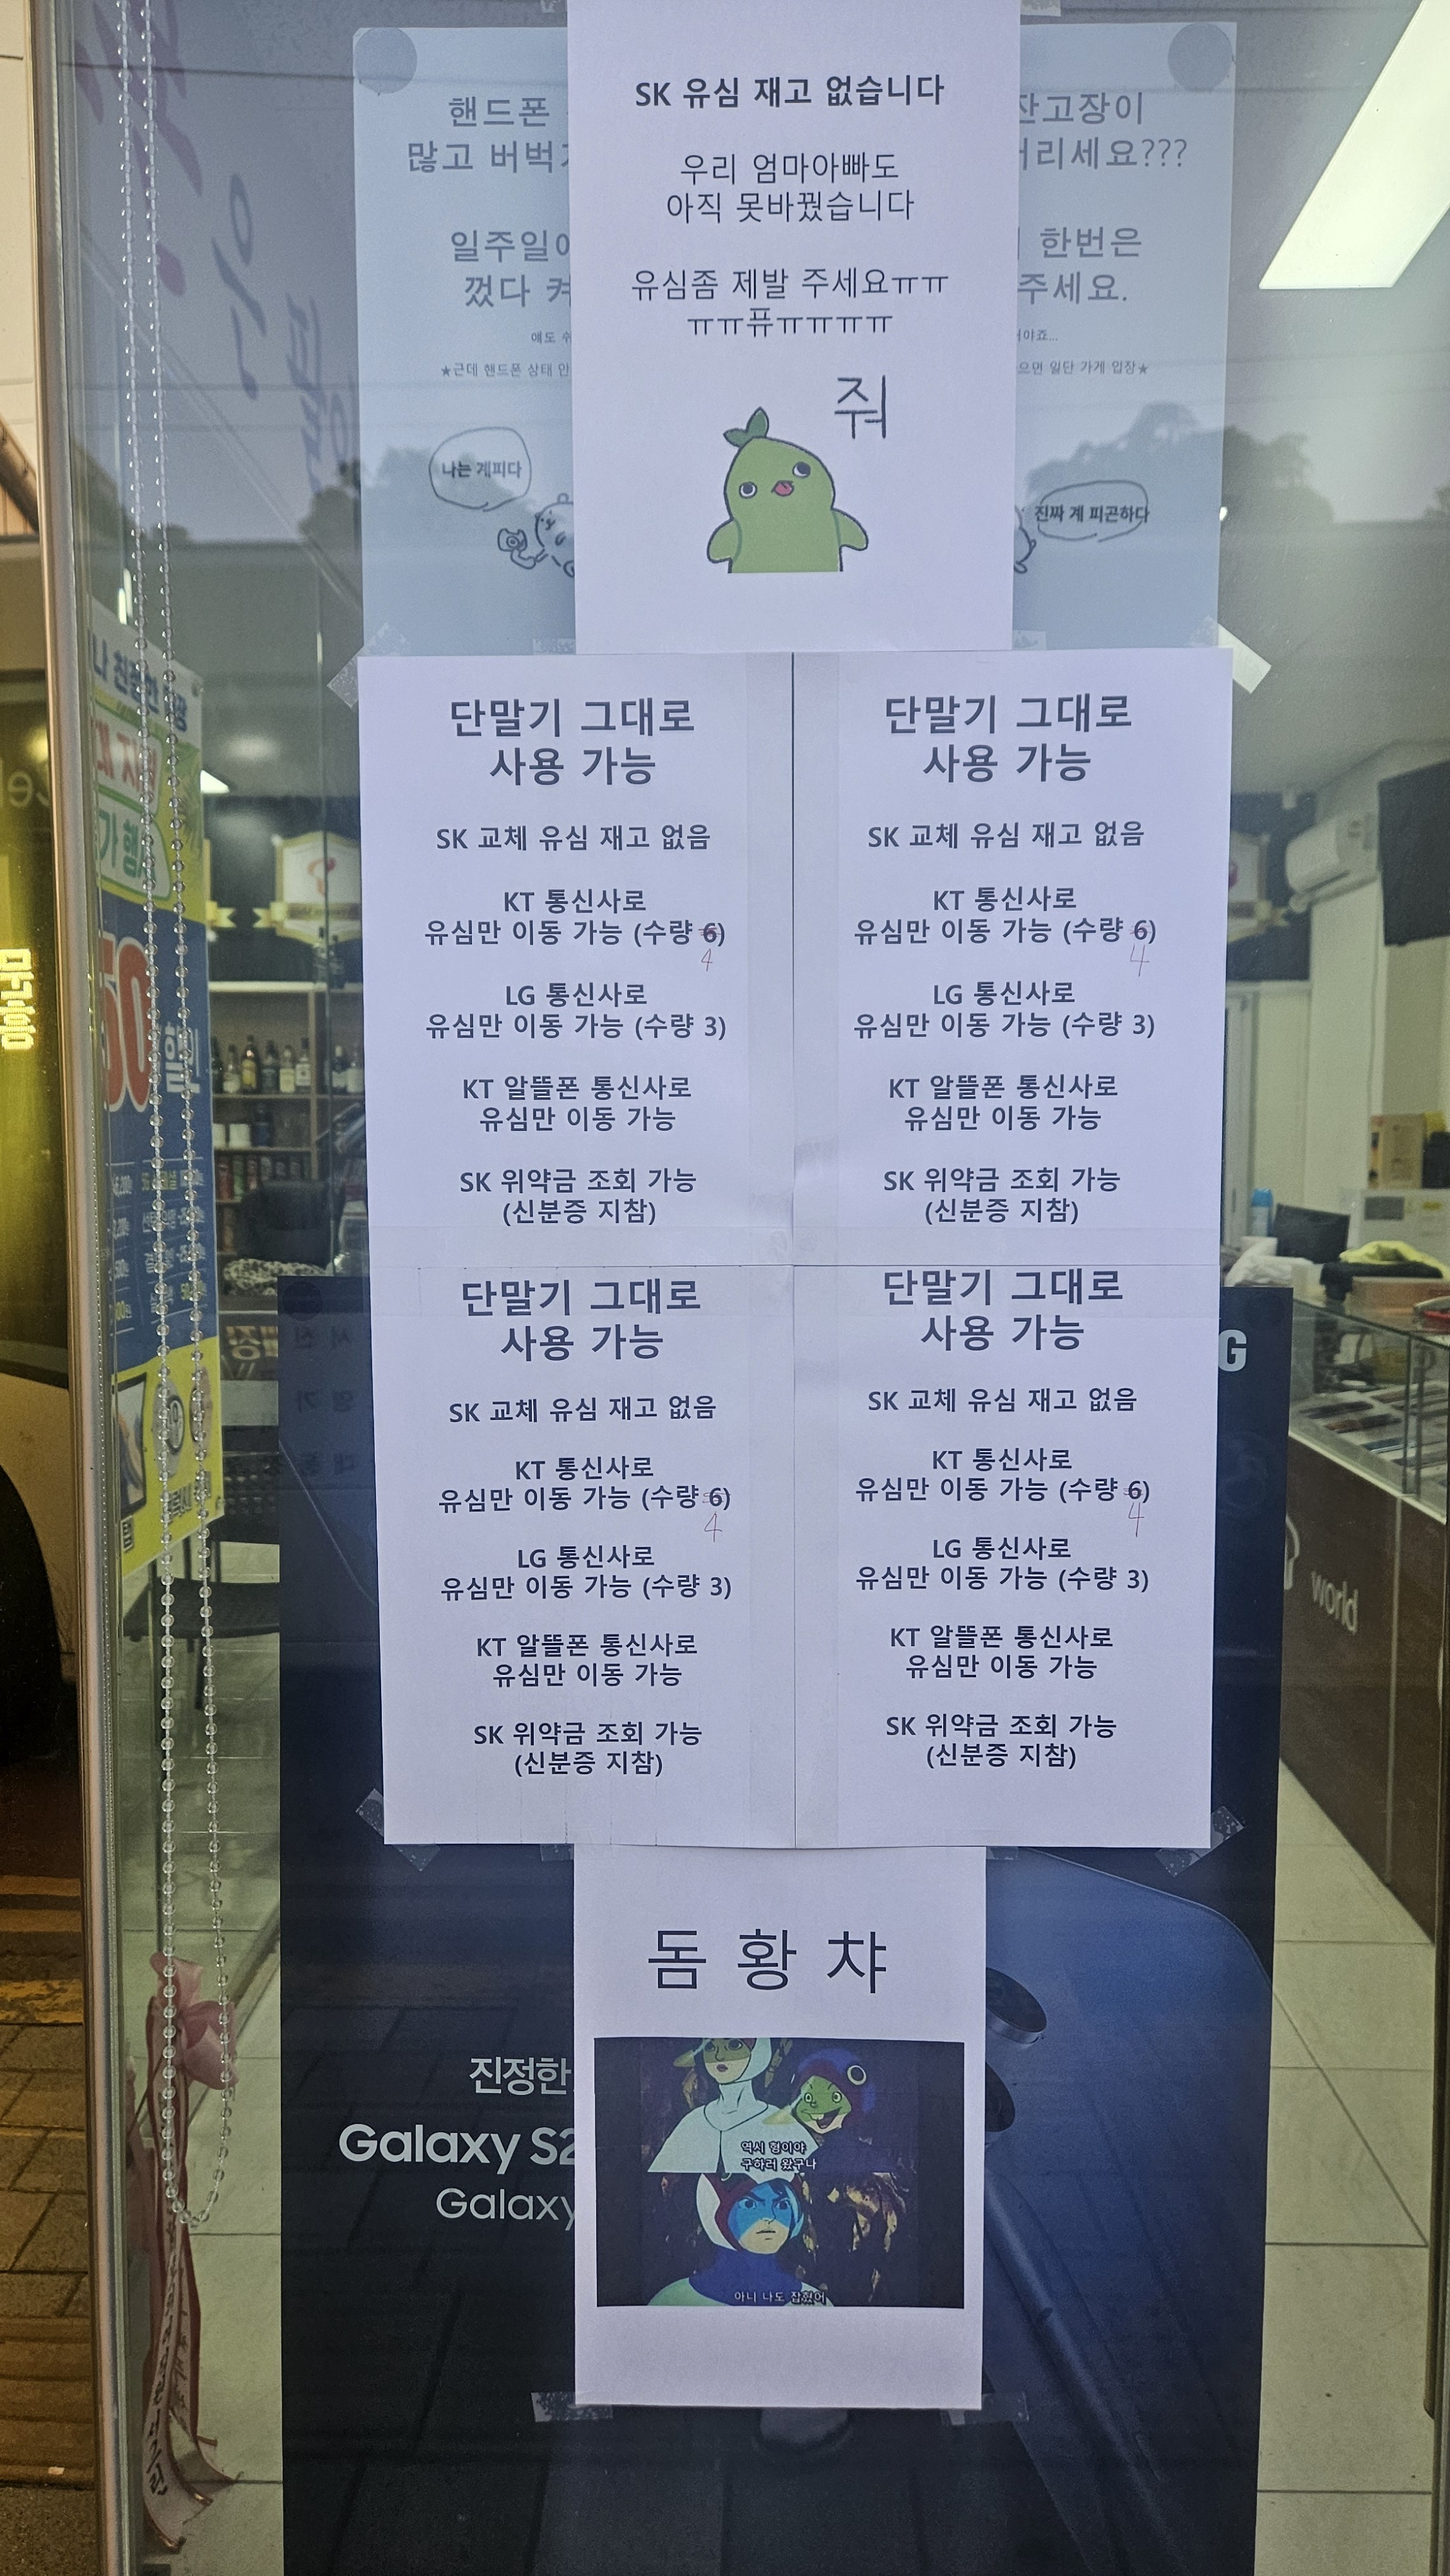 SK 유심 재고 없습니다
우리 엄마아빠도
아직 못바꿨습니다
유심좀 제발 주세요ㅠㅠ
ㅠㅠ퓨ㅠㅠㅠㅠ
줘
핸드폰
잔고장이
많고
일주일에
한번은
껐다 켜
주세요.
★근데 핸드폰 상태 안
으면 일단 가게 입장★
나는 계피다
진짜 계 피곤하다
단말기 그대로
사용 가능
SK 교체 유심 재고 없음
KT 통신사로
유심만 이동 가능 (수량 6)
4
LG 통신사로
유심만 이동 가능 (수량 3)
KT 알뜰폰 통신사로
유심만 이동 가능
SK 위약금 조회 가능
(신분증 지참)
단말기 그대로
사용 가능
SK 교체 유심 재고 없음
KT 통신사로
유심만 이동 가능 (수량 6)
4
LG 통신사로
유심만 이동 가능 (수량 3)
KT 알뜰폰 통신사로
유심만 이동 가능
SK 위약금 조회 가능
(신분증 지참)
단말기 그대로
사용 가능
SK 교체 유심 재고 없음
KT 통신사로
유심만 이동 가능 (수량 6)
4
LG 통신사로
유심만 이동 가능 (수량 3)
KT 알뜰폰 통신사로
유심만 이동 가능
SK 위약금 조회 가능
(신분증 지참)
단말기 그대로
사용 가능
SK 교체 유심 재고 없음
KT 통신사로
유심만 이동 가능 (수량 6)
4
LG 통신사로
유심만 이동 가능 (수량 3)
KT 알뜰폰 통신사로
유심만 이동 가능
SK 위약금 조회 가능
(신분증 지참)
world
돔 황 챠
역시 형이야
구하러 왔구나
아니 나도 잡혔어
진정한
Galaxy S2
Galaxy